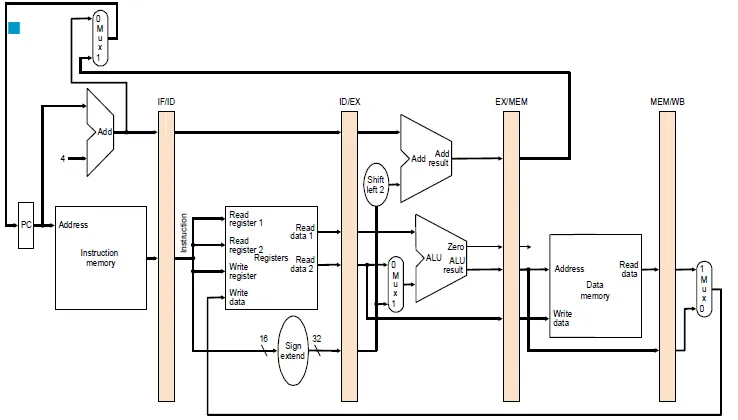 0
M
u
x
1
IF/ID
ID/EX
EX/MEM
MEM/WB
Add
4
Add
Add
result
Shift
left 2
PC
Address
Instruction
memory
Instruction
Read
register 1
Read
data 1
Read
register 2
Registers
Read
data 2
Write
register
Write
data
0
M
u
x
1
Zero
ALU
ALU
result
Address
Read
data
Data
memory
Write
data
1
M
u
x
0
16
Sign
extend
32